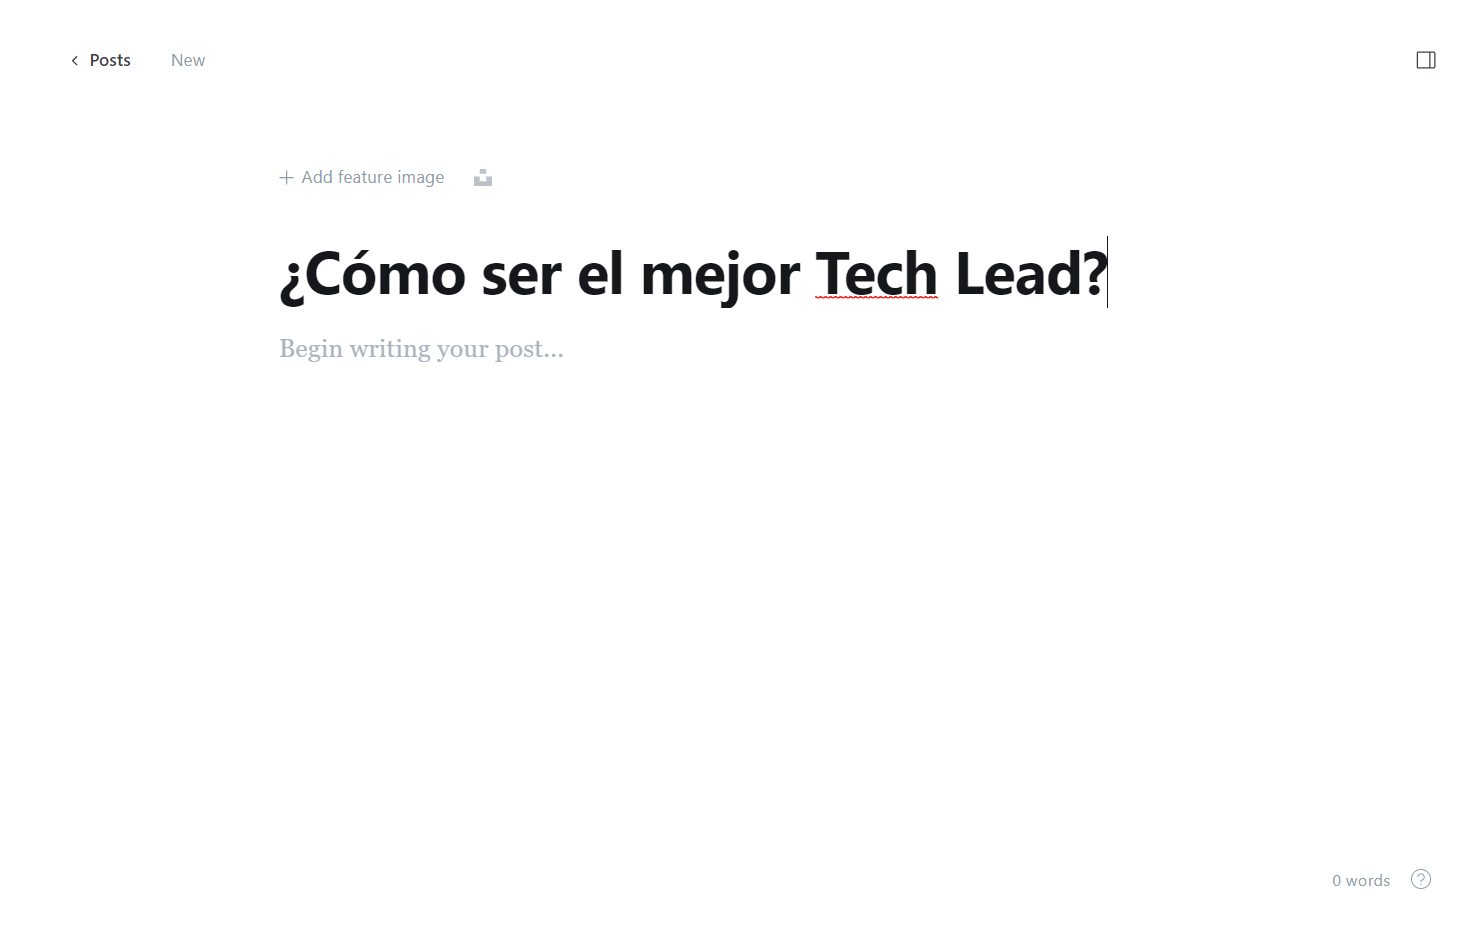 Posts New
Add feature image
¿Cómo ser el mejor Tech Lead?
Begin writing your post...
0 words ?